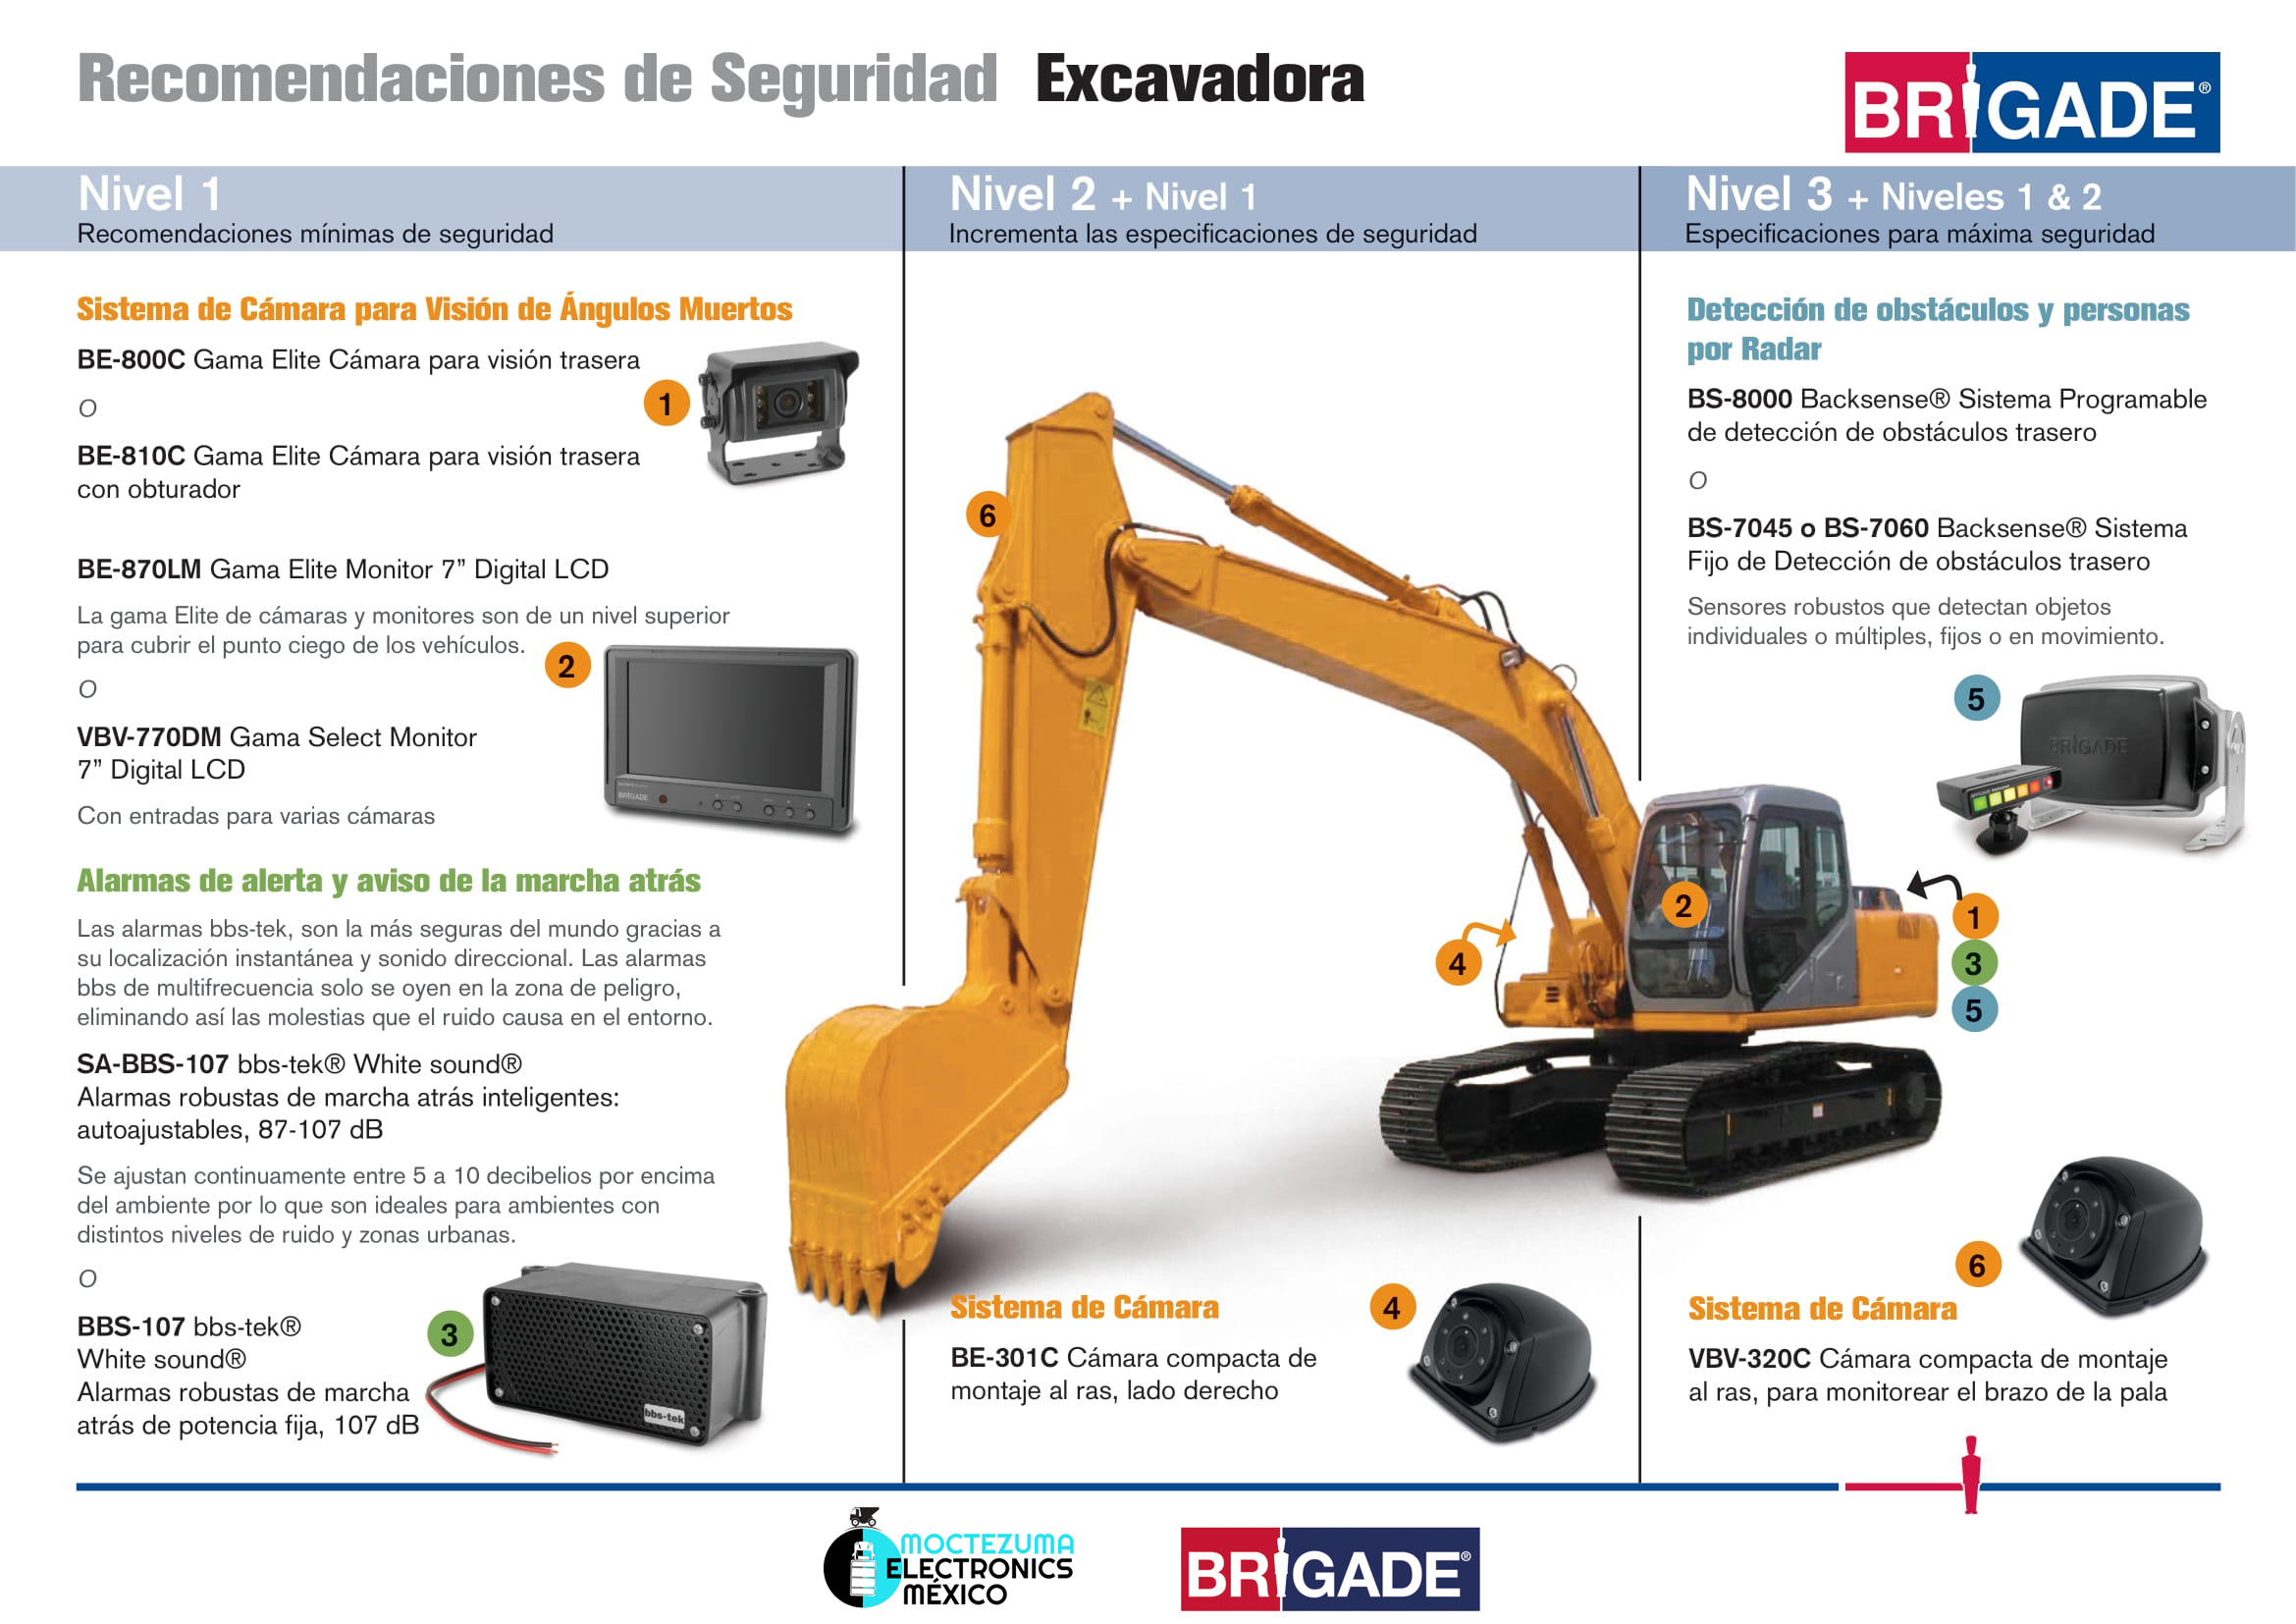 Recomendaciones de Seguridad Excavadora
BRIGADE®
Nivel 1
Recomendaciones mínimas de seguridad
Sistema de Cámara para Visión de Ángulos Muertos
BE-800C Gama Elite Cámara para visión trasera
O
1
BE-810C Gama Elite Cámara para visión trasera
con obturador
BE-870LM Gama Elite Monitor 7” Digital LCD
La gama Elite de cámaras y monitores son de un nivel superior
para cubrir el punto ciego de los vehículos.
2
O
VBV-770DM Gama Select Monitor
7” Digital LCD
BRIGADE
Con entradas para varias cámaras
Alarmas de alerta y aviso de la marcha atrás
Las alarmas bbs-tek, son la más seguras del mundo gracias a
su localización instantánea y sonido direccional. Las alarmas
bbs de multifrecuencia solo se oyen en la zona de peligro,
eliminando así las molestias que el ruido causa en el entorno.
SA-BBS-107 bbs-tek® White sound®
Alarmas robustas de marcha atrás inteligentes:
autoajustables, 87-107 dB
Se ajustan continuamente entre 5 a 10 decibelios por encima
del ambiente por lo que son ideales para ambientes con
distintos niveles de ruido y zonas urbanas.
O
BBS-107 bbs-tek®
White sound®
Alarmas robustas de marcha
atrás de potencia fija, 107 dB
3
bbs-tek
Nivel 2 + Nivel 1
Incrementa las especificaciones de seguridad
6
2
4
1
3
5
Sistema de Cámara
4
BE-301C Cámara compacta de
montaje al ras, lado derecho
Nivel 3 + Niveles 1 & 2
Especificaciones para máxima seguridad
Detección de obstáculos y personas
por Radar
BS-8000 Backsense® Sistema Programable
de detección de obstáculos trasero
O
BS-7045 o BS-7060 Backsense® Sistema
Fijo de Detección de obstáculos trasero
Sensores robustos que detectan objetos
individuales o múltiples, fijos o en movimiento.
5
BRIGADE
6
Sistema de Cámara
VBV-320C Cámara compacta de montaje
al ras, para monitorear el brazo de la pala
MOCTEZUMA
ELECTRONICS
MÉXICO
BRIGADE®